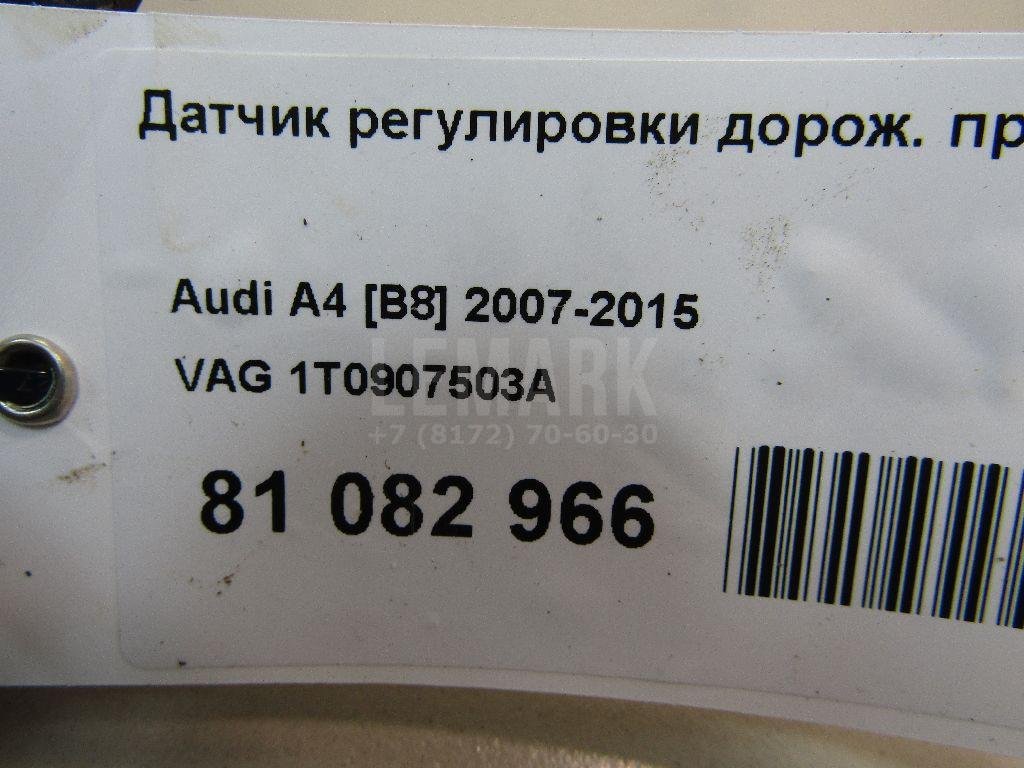 Датчик регулировки дорож. пр
Audi A4 [B8] 2007-2015
VAG 1T0907503A
LEMARK
+7 (8172) 70-60-30
81 082 966